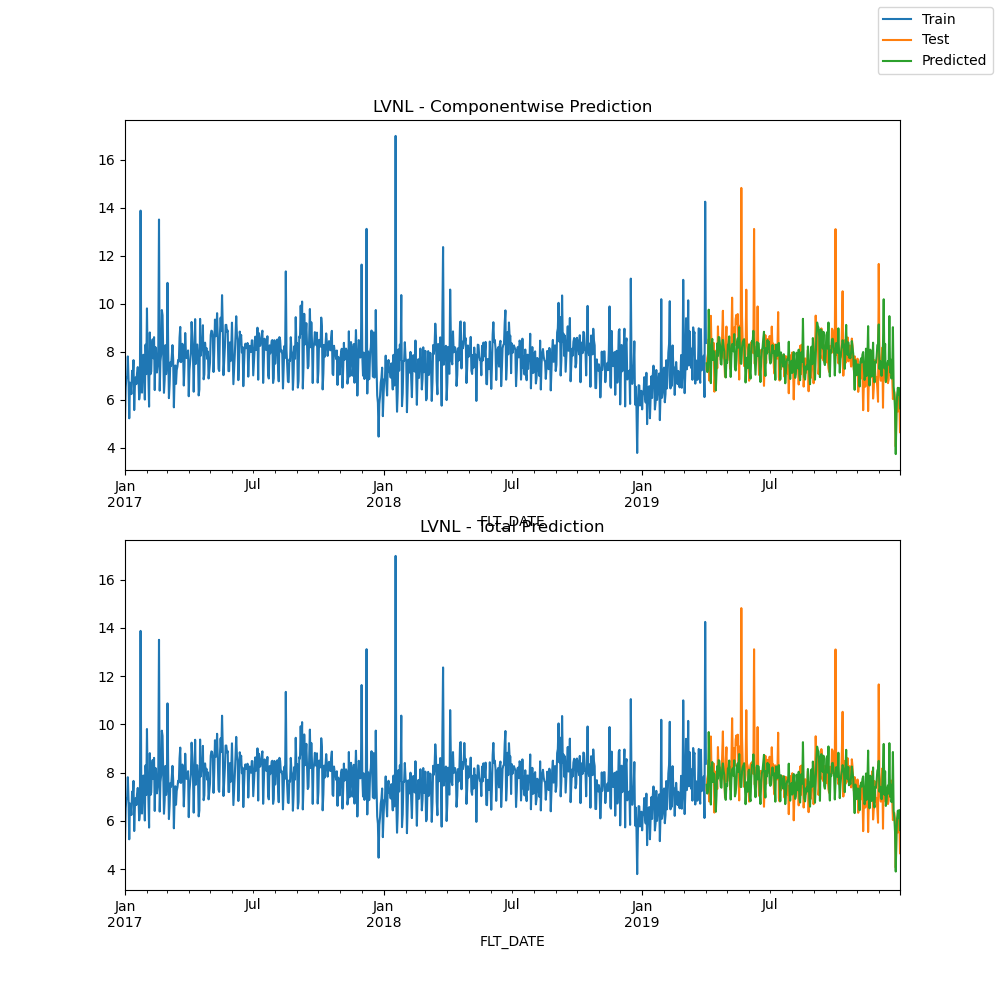 Train
Test
Predicted
LVNL - Componentwise Prediction
16
14
12
10
8
6
4
Jan
2017
Jul
Jan
2018
Jul
Jan
2019
Jul
FLT_DATE
LVNL - Total Prediction
16
14
12
10
8
6
4
Jan
2017
Jul
Jan
2018
Jul
Jan
2019
Jul
FLT_DATE